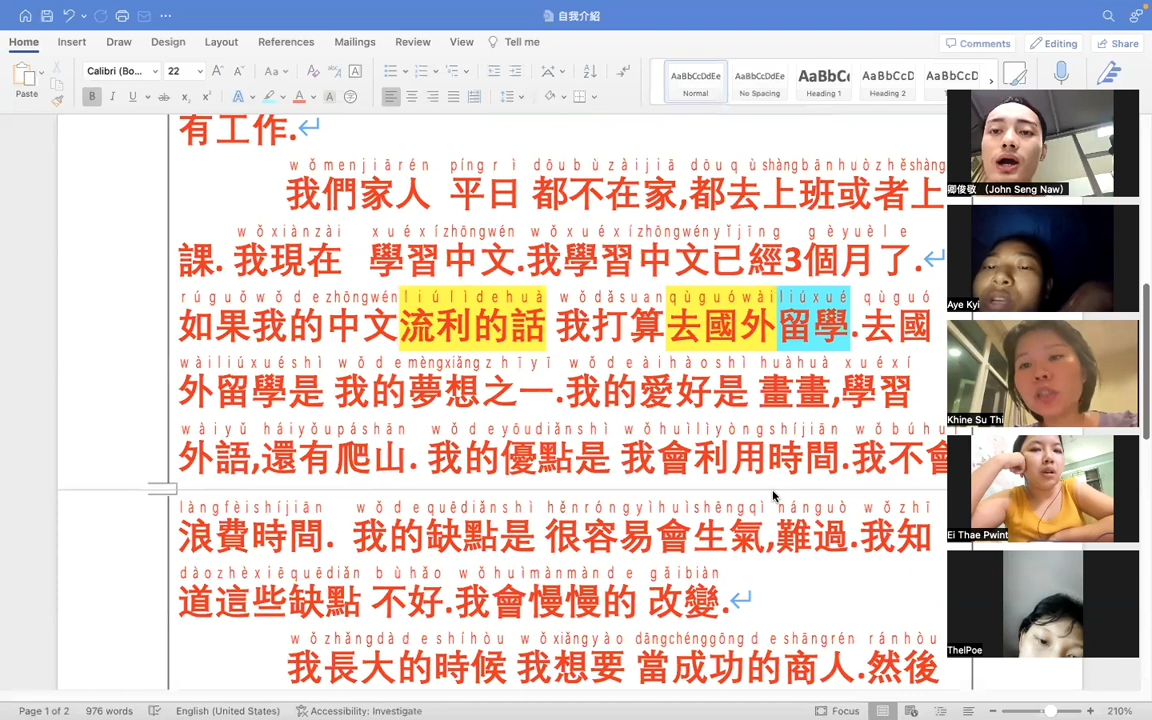 自我介紹
Home Insert Draw Design Layout References Mailings Review View Tell me Comments Editing Share
Paste Calibri (Bo... 22 Aa AaBbCcDdEe Normal AaBbCcDdEe No Spacing AaBbC Heading 1 AaBbCcD Heading 2 AaBbCcD
有工作.
wǒmenjiārén píngrì dōubùzàijiā dōuqùshàngbānhuòzhěshàng
我們家人 平日 都不在家,都去上班或者上
wǒxiànzài xuéxízhōngwén wǒxuéxízhōngwényǐjīng gèyuèle
課. 我現在 學習中文.我學習中文已經3個月了.
rúguǒwǒdezhōngwénliúlìdehuà wǒdǎsuanqùguówàiliúxué qùguó
如果我的中文流利的話 我打算去國外留學.去國
wàiliúxuéshì wǒdemèngxiǎngzhīyī wǒdeàihàoshì huàhuà xuéxí
外留學是 我的夢想之一.我的愛好是 畫畫,學習
wàiyǔ háiyǒupáshān wǒdeyōudiǎnshì wǒhuìlìyòngshíjiān wǒbúhu
外語,還有爬山. 我的優點是 我會利用時間.我不會
làngfèishíjiān wǒdequēdiǎnshì hěnróngyìhuìshēngqì nánguò wǒzhī
浪費時間. 我的缺點是 很容易會生氣,難過.我知
dàozhèxiēquēdiǎn bùhǎo wǒhuìmànmànde gǎibiàn
道這些缺點 不好.我會慢慢的 改變.
wǒzhǎngdàdeshíhòu wǒxiǎngyào dāngchénggōngdeshāngrén ránhòu
我長大的時候 我想要 當成功的商人.然後
卿俊敬 (John Seng Naw)
Aye Kyi
Khine Su Thi
Ei Thae Pwint
ThelPoe
Page 1 of 2 976 words English (United States) Accessibility: Investigate Focus 210%